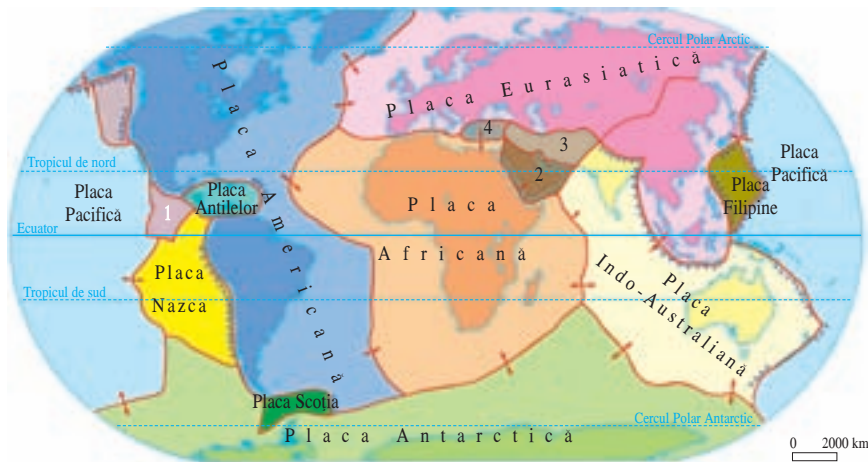 Cercul Polar Arctic
Placa Eurasiatică
Placa Americană
4
3
Tropicul de nord
2
Placa
Pacifică
Placa
Antilelor
1
Placa
Africană
Placa
Filipine
Placa
Pacifică
Ecuator
Placa
Nazca
Tropicul de sud
Placa
Indo-Australiană
Placa Scoția
Cercul Polar Antarctic
Placa Antarctică
0 2000 km